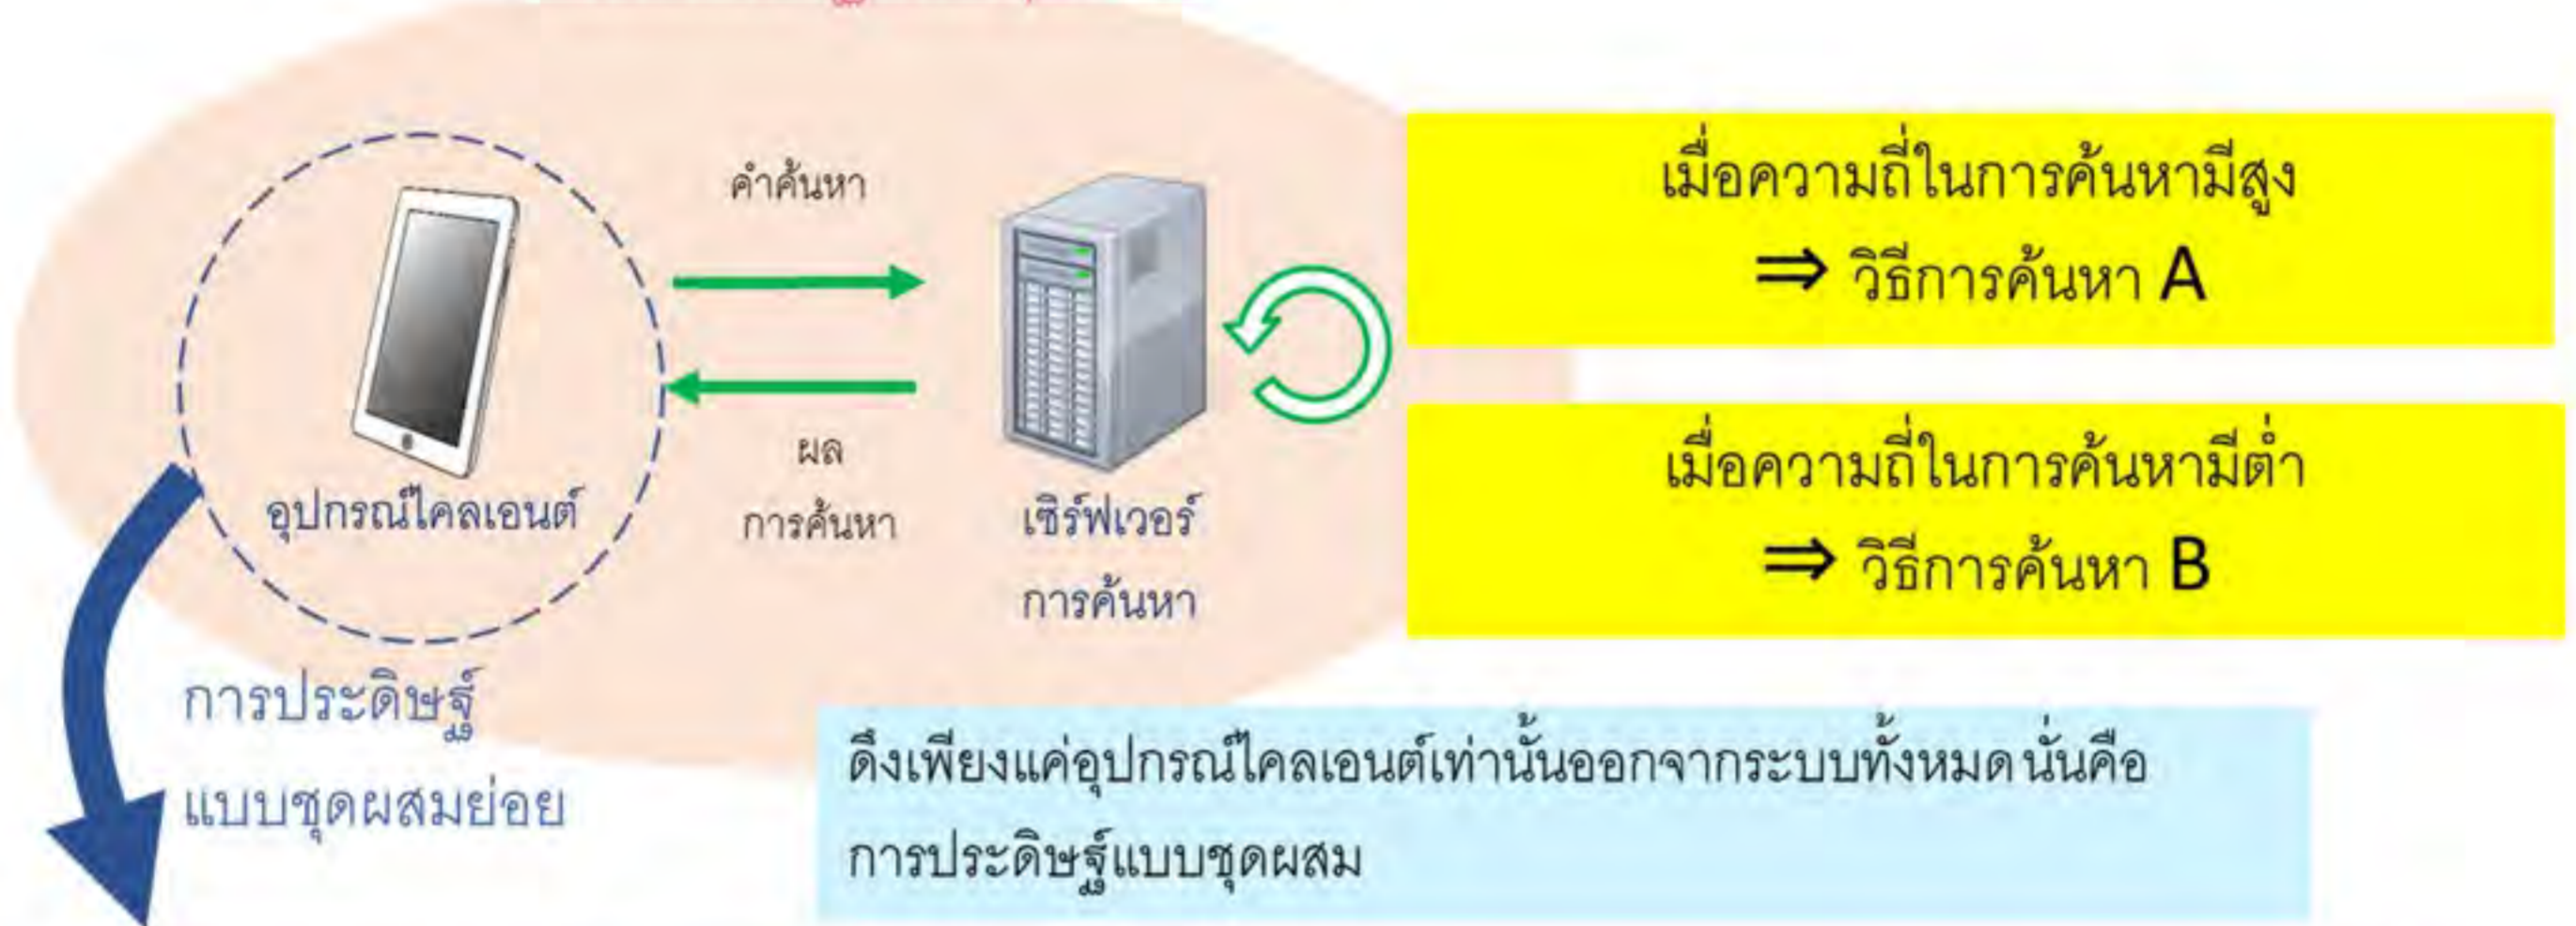 คำค้นหา
ผล
การค้นหา
อุปกรณ์ไคลเอนต์
เซิร์ฟเวอร์
การค้นหา
เมื่อความถี่ในการค้นหามีสูง
⇒ วิธีการค้นหา A
เมื่อความถี่ในการค้นหามีต่ำ
⇒ วิธีการค้นหา B
การประดิษฐ์
แบบชุดผสมย่อย
ดึงเพียงแค่อุปกรณ์ไคลเอนต์เท่านั้นออกจากระบบทั้งหมด นั่นคือ
การประดิษฐ์แบบชุดผสม